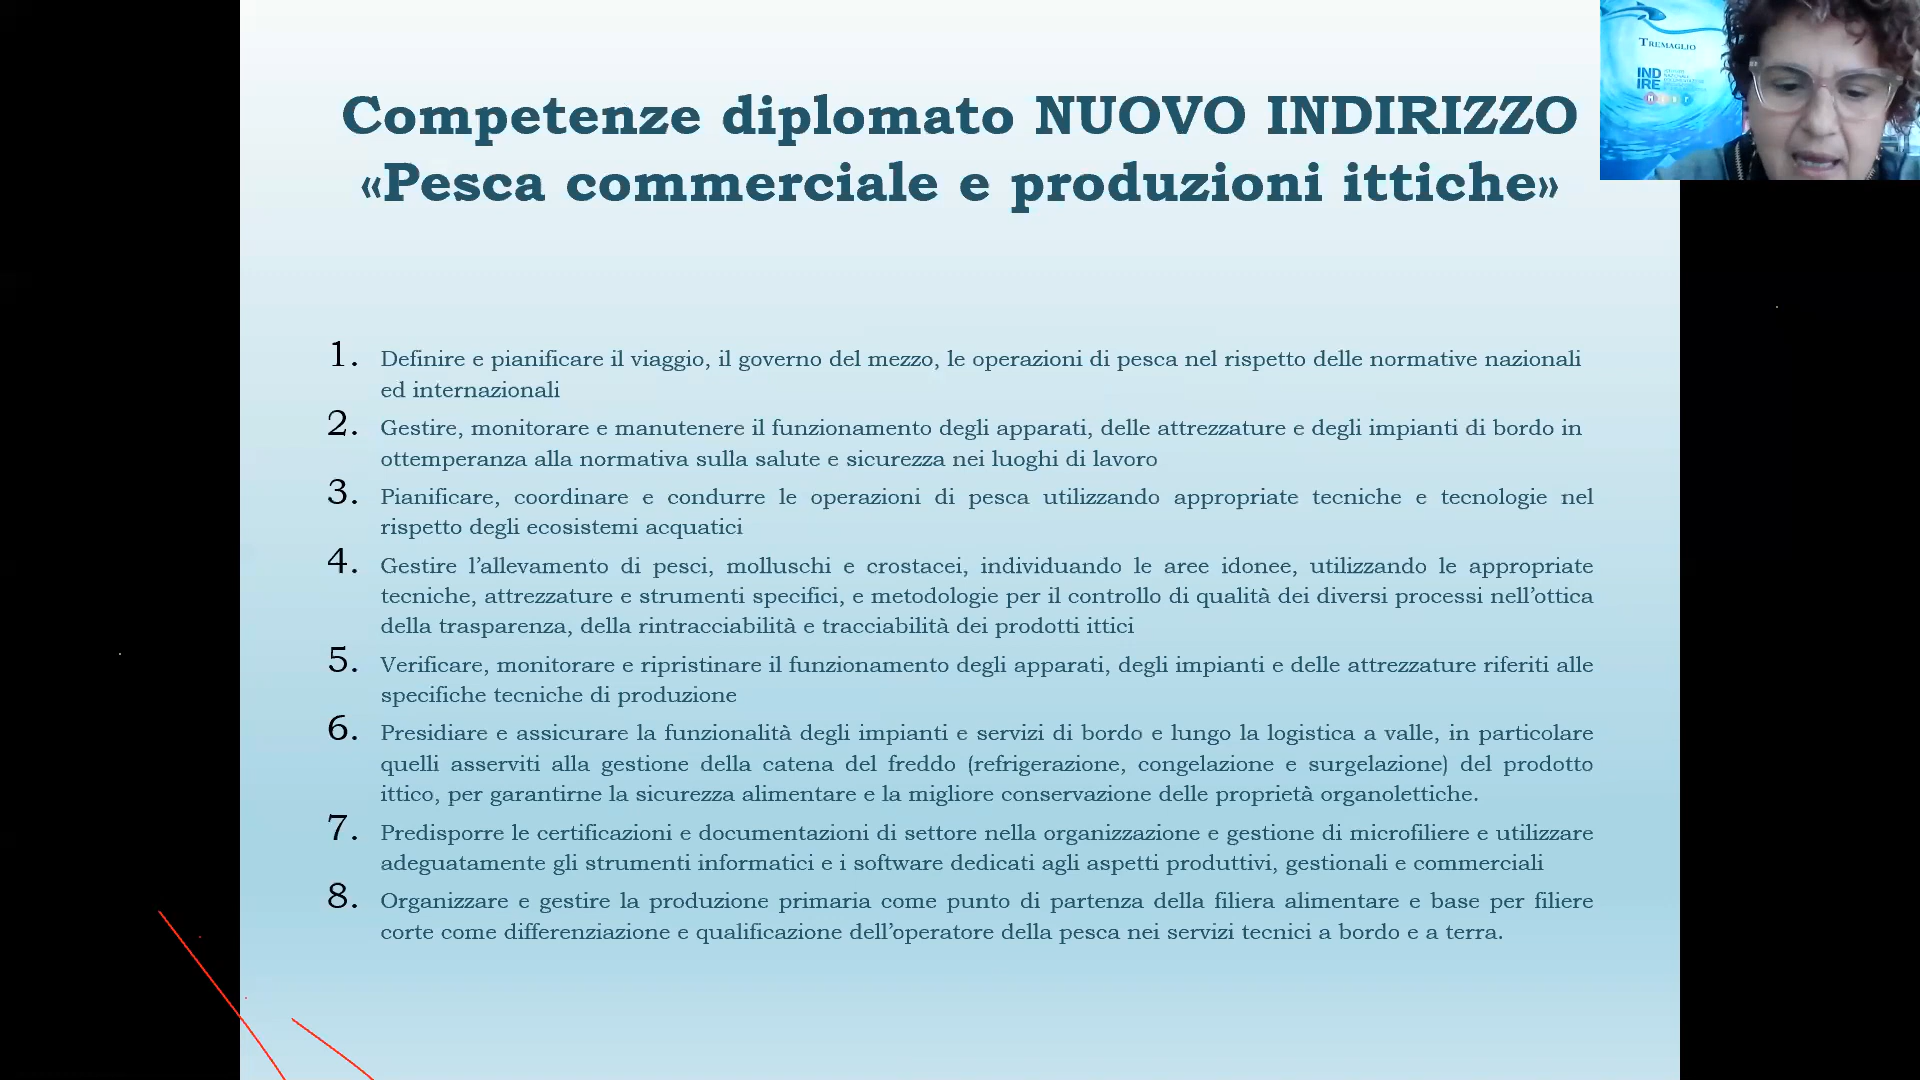 Competenze diplomato NUOVO INDIRIZZO
«Pesca commerciale e produzioni ittiche»
TREMAGLIO
IND
IRE
1. Definire e pianificare il viaggio, il governo del mezzo, le operazioni di pesca nel rispetto delle normative nazionali
ed internazionali
2. Gestire, monitorare e manutenere il funzionamento degli apparati, delle attrezzature e degli impianti di bordo in
ottemperanza alla normativa sulla salute e sicurezza nei luoghi di lavoro
3. Pianificare, coordinare e condurre le operazioni di pesca utilizzando appropriate tecniche e tecnologie nel
rispetto degli ecosistemi acquatici
4. Gestire l’allevamento di pesci, molluschi e crostacei, individuando le aree idonee, utilizzando le appropriate
tecniche, attrezzature e strumenti specifici, e metodologie per il controllo di qualità dei diversi processi nell’ottica
della trasparenza, della rintracciabilità e tracciabilità dei prodotti ittici
5. Verificare, monitorare e ripristinare il funzionamento degli apparati, degli impianti e delle attrezzature riferiti alle
specifiche tecniche di produzione
6. Presidiare e assicurare la funzionalità degli impianti e servizi di bordo e lungo la logistica a valle, in particolare
quelli asserviti alla gestione della catena del freddo (refrigerazione, congelazione e surgelazione) del prodotto
ittico, per garantirne la sicurezza alimentare e la migliore conservazione delle proprietà organolettiche.
7. Predisporre le certificazioni e documentazioni di settore nella organizzazione e gestione di microfiliere e utilizzare
adeguatamente gli strumenti informatici e i software dedicati agli aspetti produttivi, gestionali e commerciali
8. Organizzare e gestire la produzione primaria come punto di partenza della filiera alimentare e base per filiere
corte come differenziazione e qualificazione dell’operatore della pesca nei servizi tecnici a bordo e a terra.